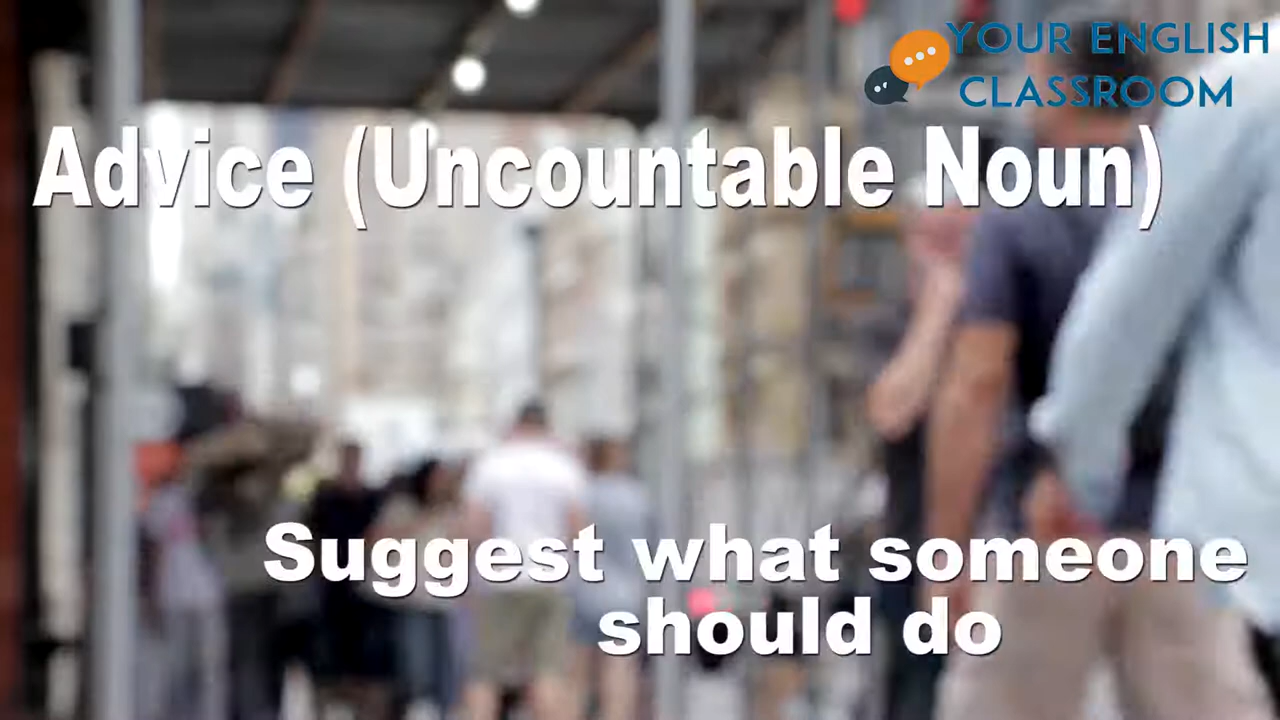 YOUR ENGLISH
CLASSROOM
Advice (Uncountable Noun)
Suggest what someone
should do